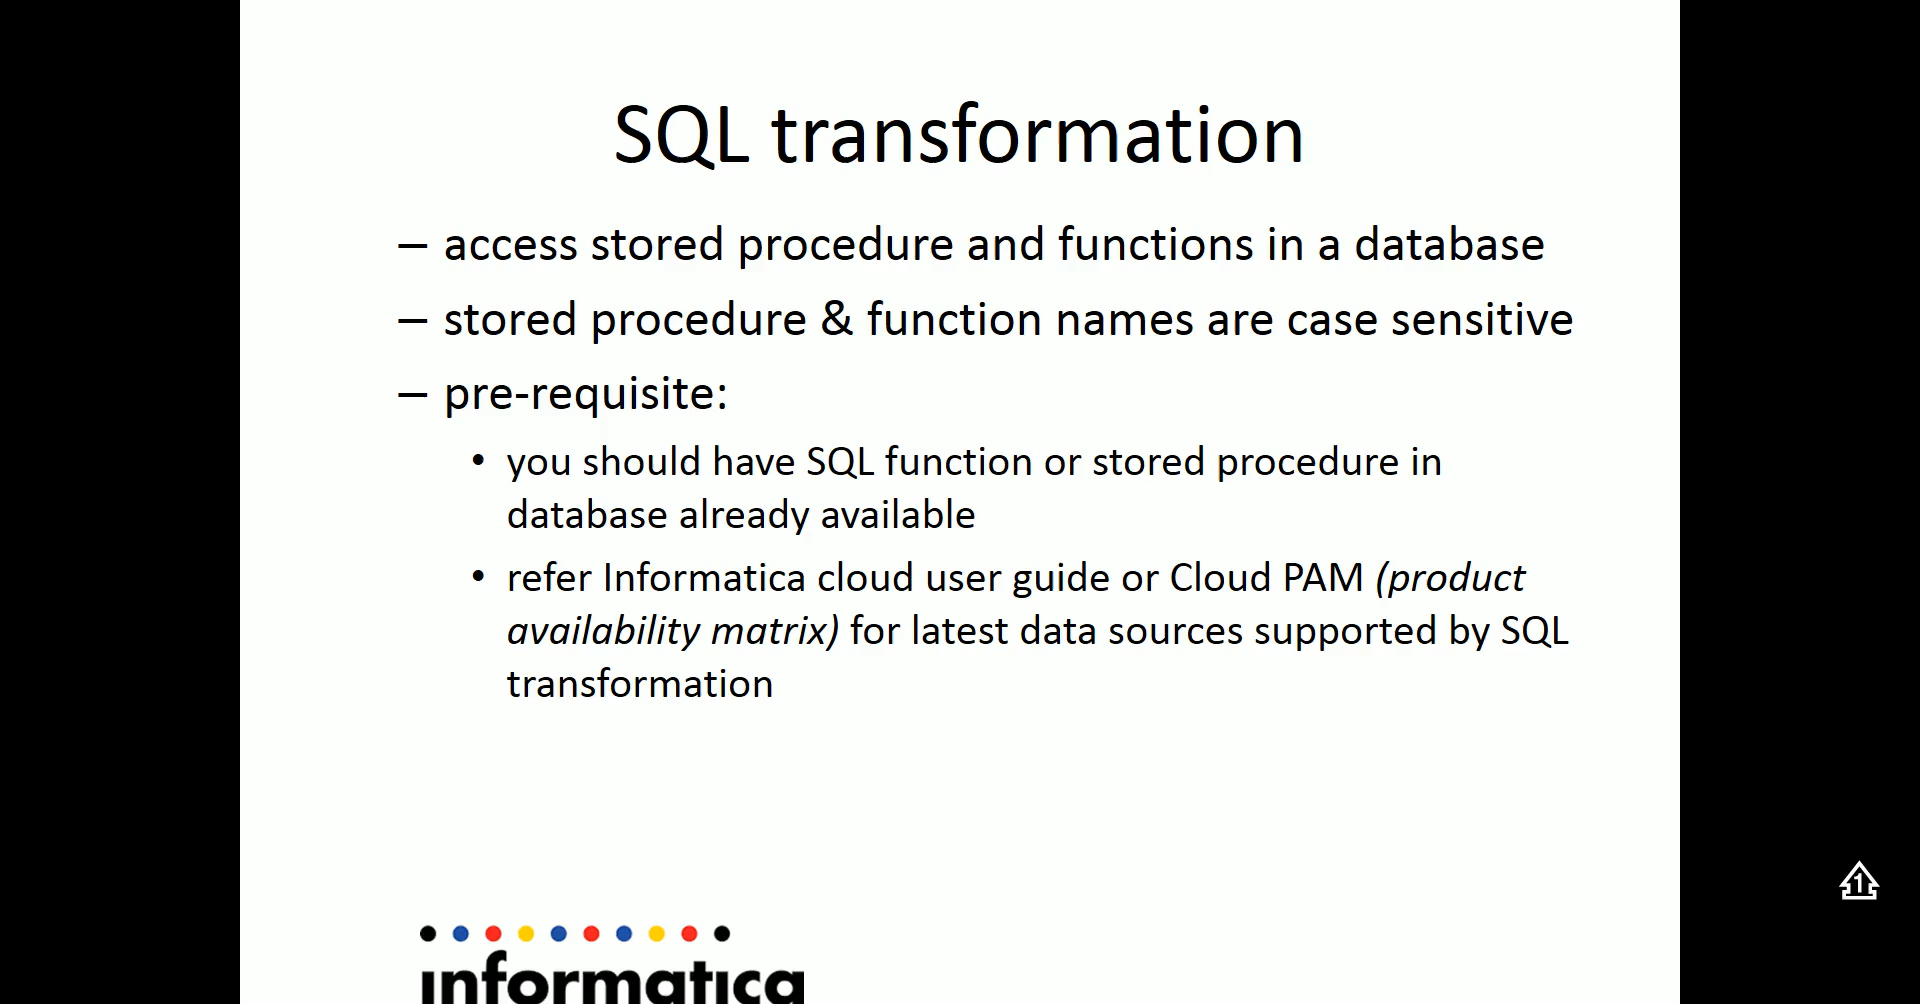 SQL transformation
– access stored procedure and functions in a database
– stored procedure & function names are case sensitive
– pre-requisite:
• you should have SQL function or stored procedure in
database already available
• refer Informatica cloud user guide or Cloud PAM (product
availability matrix) for latest data sources supported by SQL
transformation
1
informatica